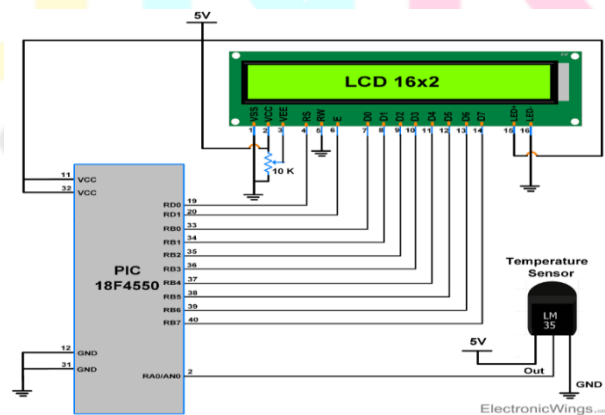 5V
LCD 16x2
VSS VCC VEE RS RW E D0 D1 D2 D3 D4 D5 D6 D7 LED+ LED-
1 2 3 4 5 6 7 8 9 10 11 12 13 14 15 16
10 K
11 VCC
32 VCC
RD0 19
RD1 20
RB0 33
RB1 34
RB2 35
RB3 36
RB4 37
RB5 38
RB6 39
RB7 40
PIC
18F4550
12 GND
31 GND
RA0/AN0 2
Temperature
Sensor
LM
35
5V
Out
GND
ElectronicWings